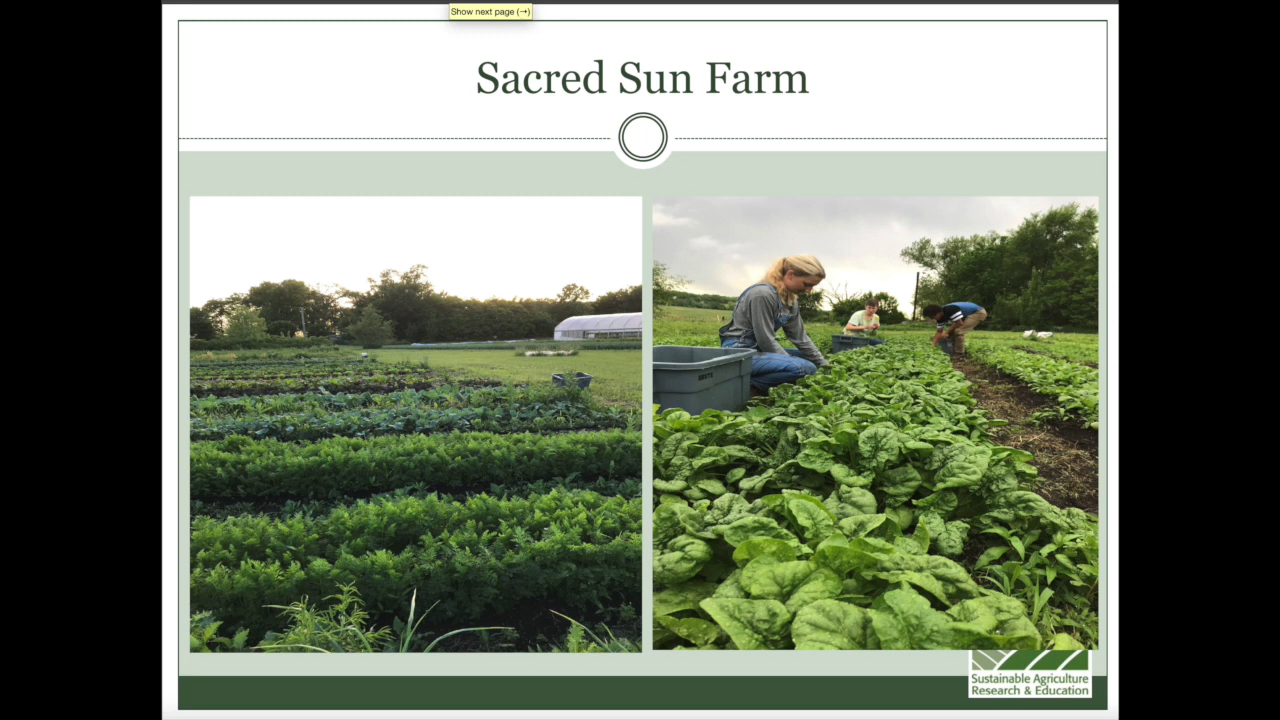 Show next page (→)
Sacred Sun Farm
Sustainable Agriculture
Research & Education